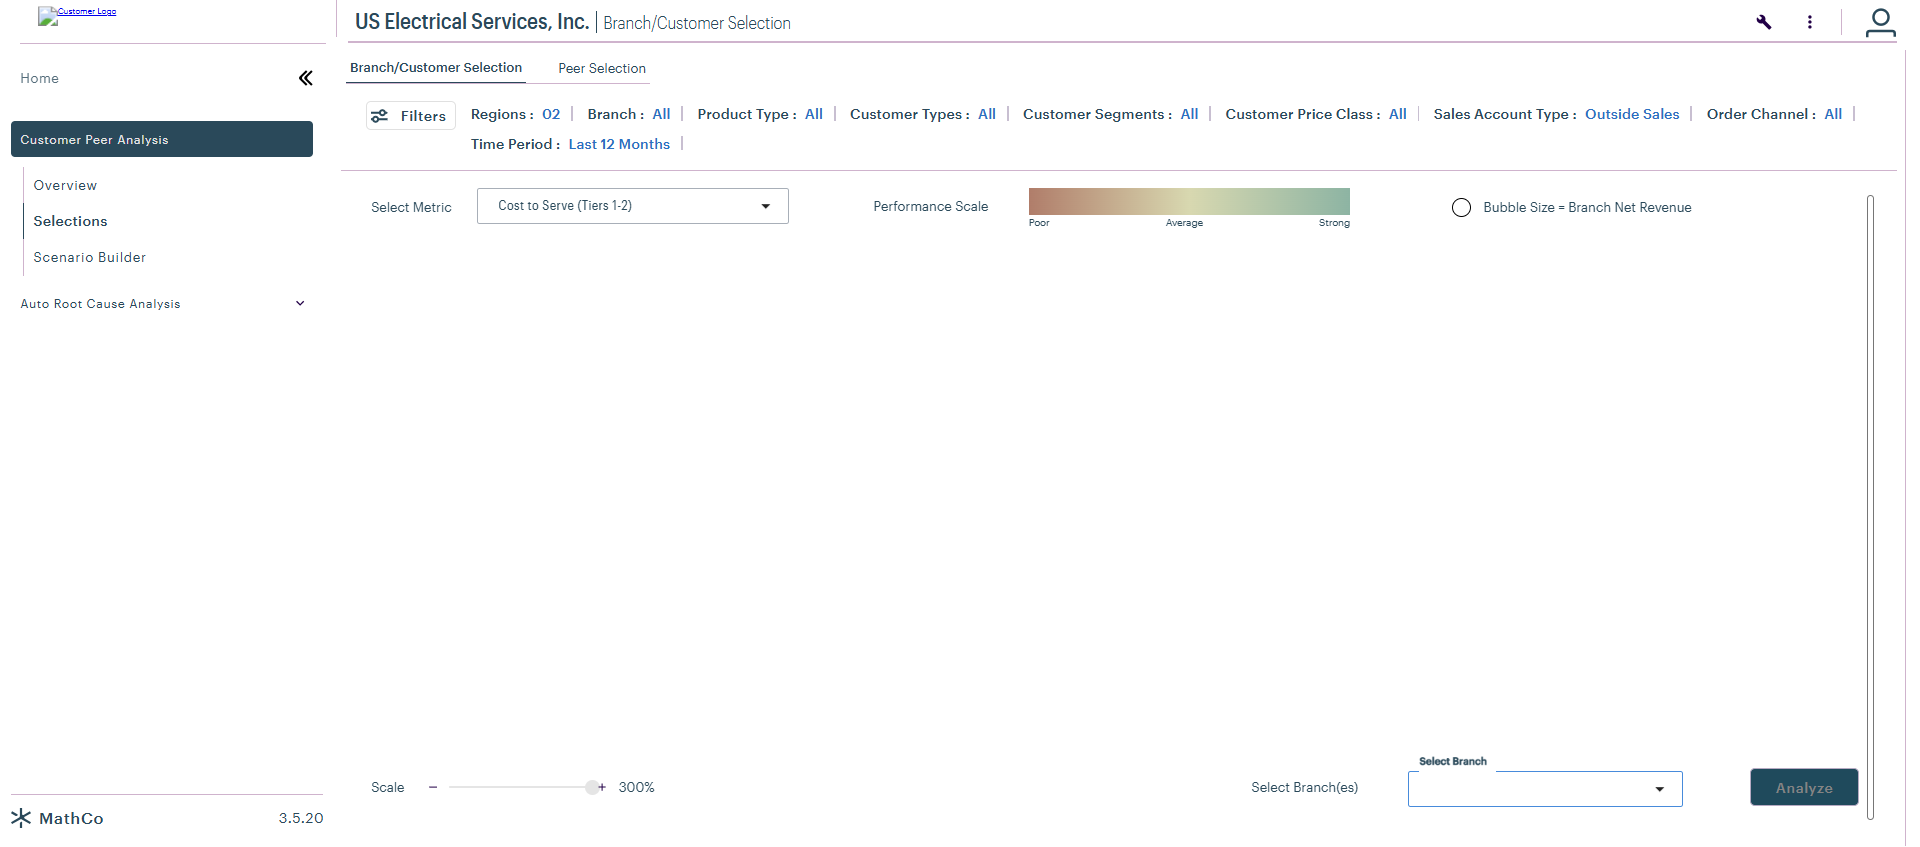 Customer Logo
US Electrical Services, Inc. | Branch/Customer Selection
Home
Branch/Customer Selection
Peer Selection
Filters
Regions : 02 | Branch : All | Product Type : All | Customer Types : All | Customer Segments : All | Customer Price Class : All | Sales Account Type : Outside Sales | Order Channel : All |
Time Period : Last 12 Months |
Customer Peer Analysis
Overview
Selections
Scenario Builder
Auto Root Cause Analysis
Select Metric
Cost to Serve (Tiers 1-2)
Performance Scale
Poor
Average
Strong
Bubble Size = Branch Net Revenue
Scale
− + 300%
Select Branch(es)
Select Branch
Analyze
MathCo
3.5.20